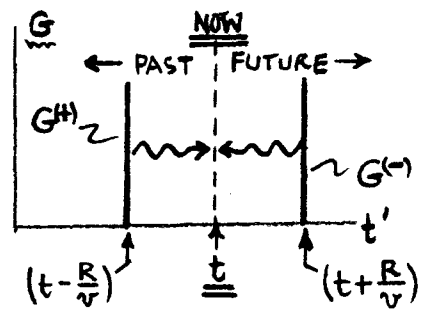 G
NOW
← PAST FUTURE →
G⁽⁺⁾
G⁽⁻⁾
t'
(t - R/v)
t
(t + R/v)